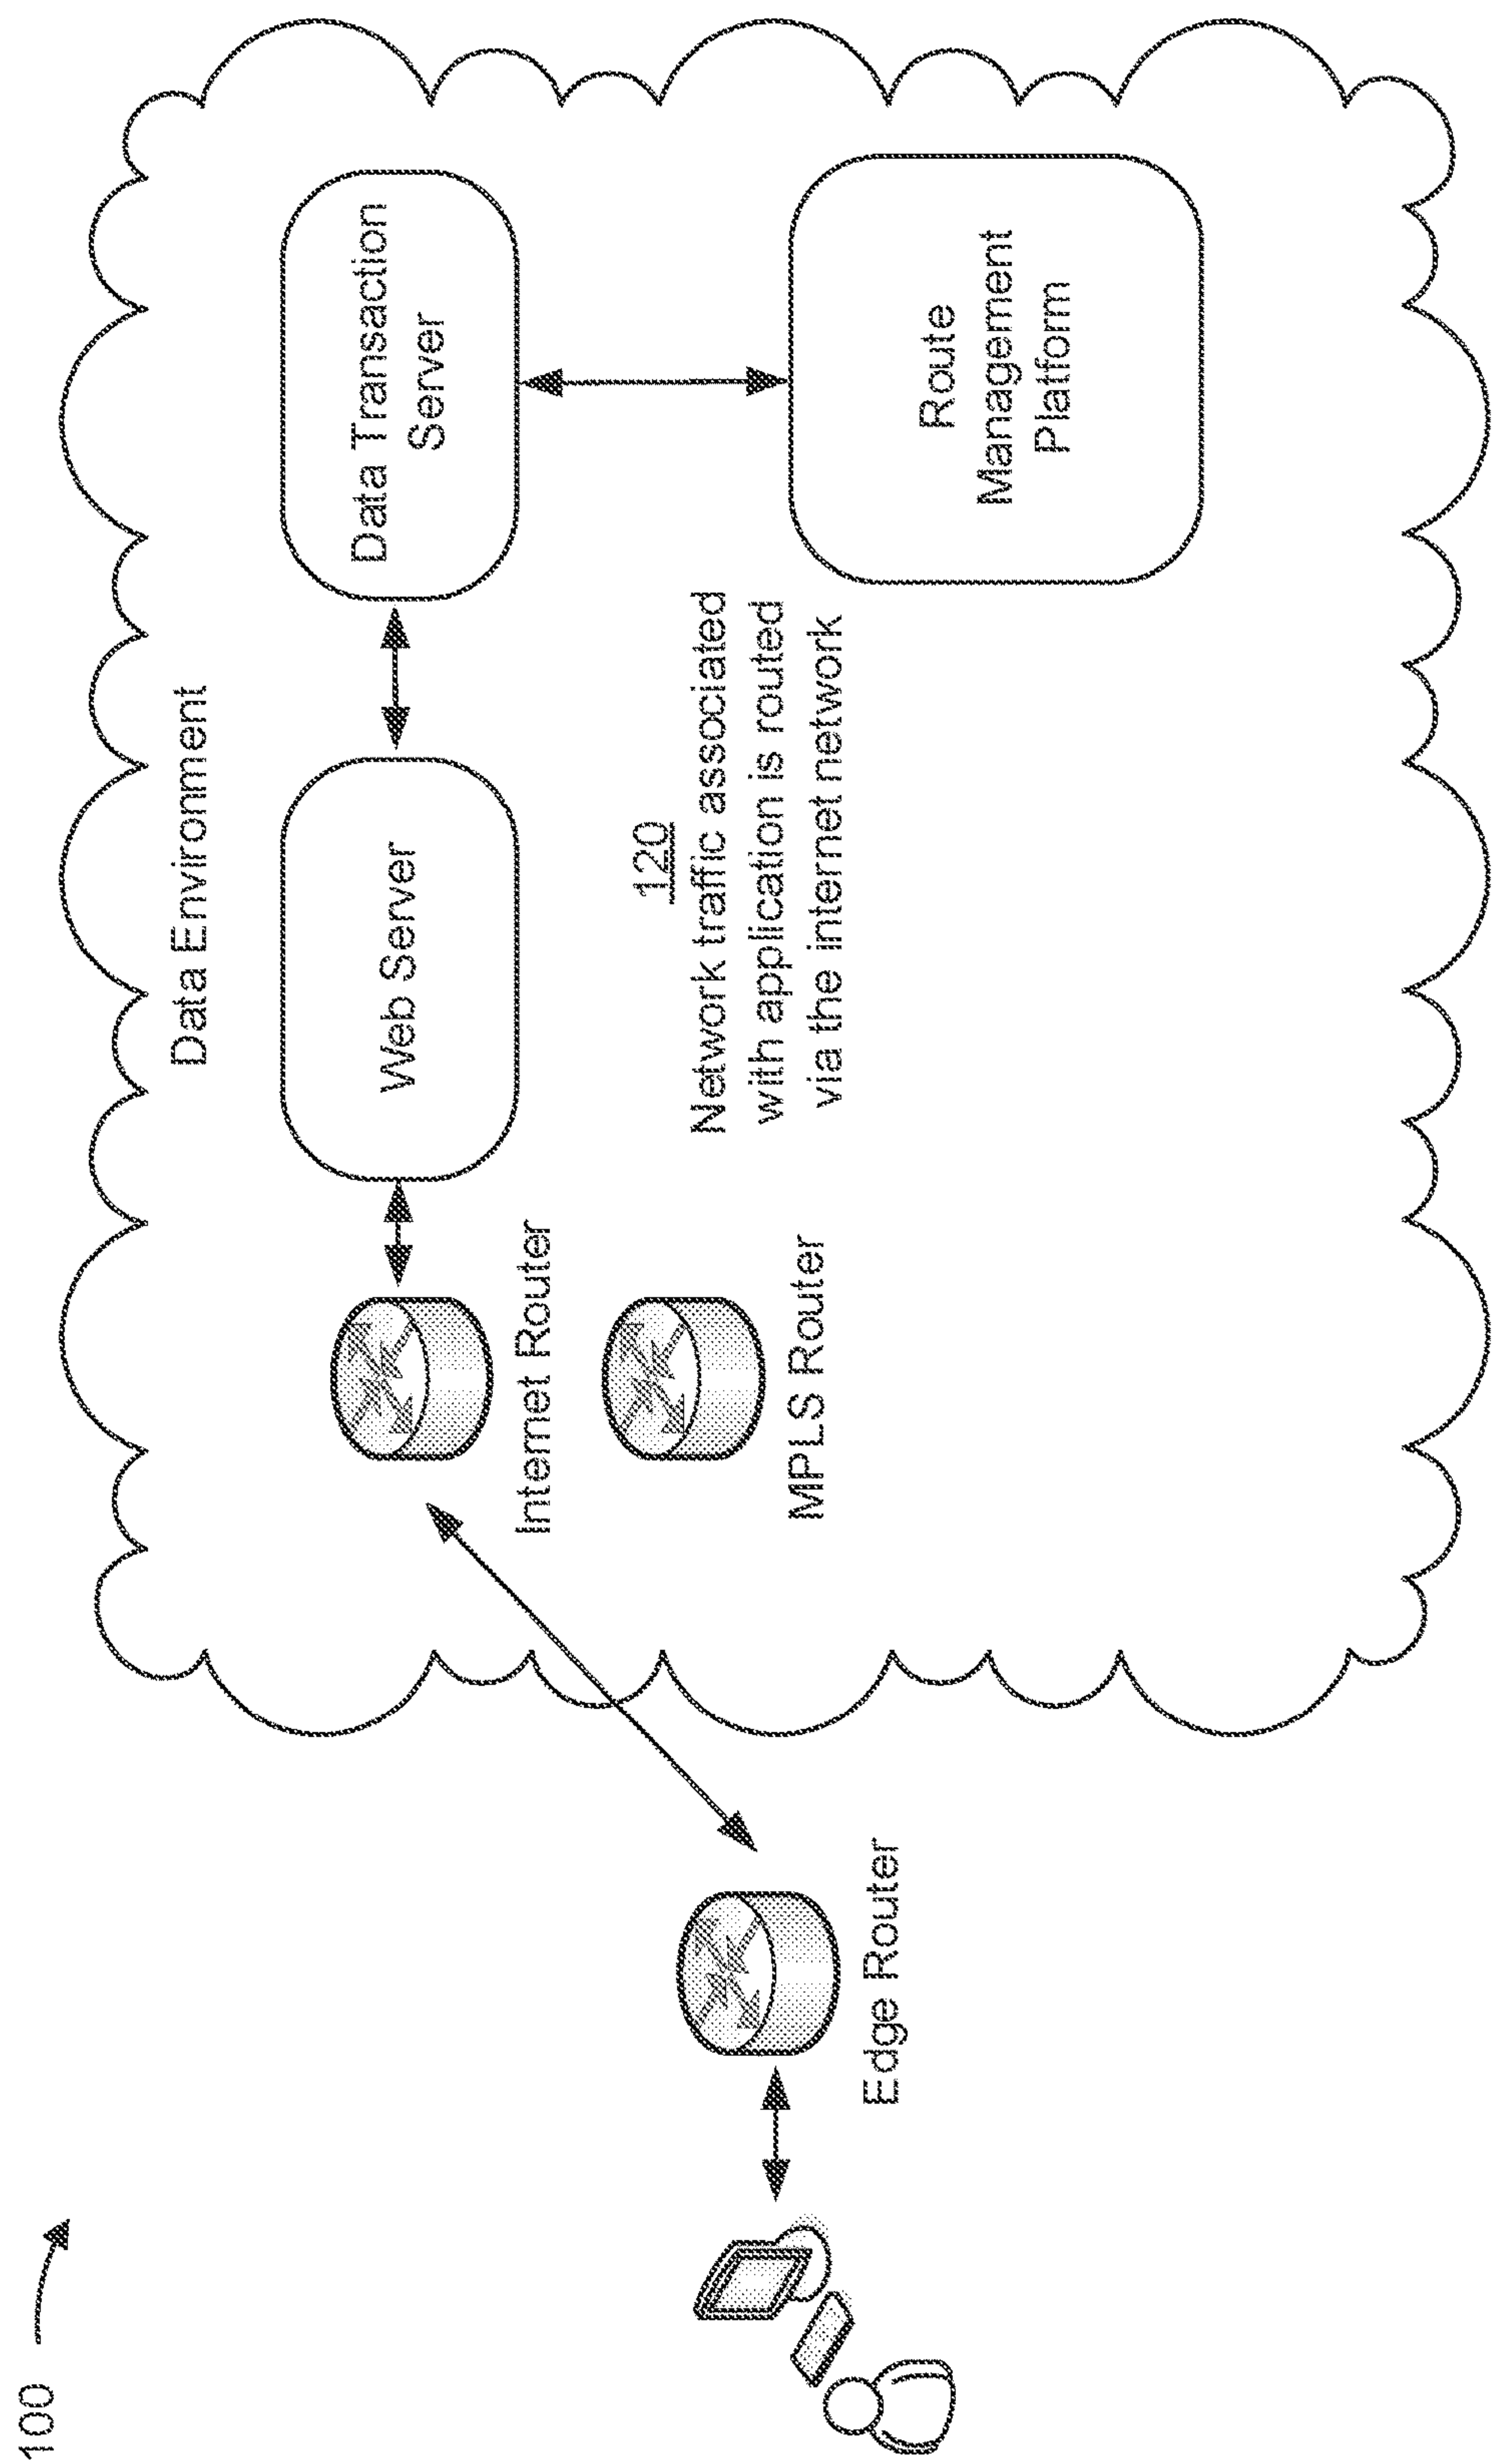 100
Data Environment
Data Transaction
Server
Web Server
Internet Router
MPLS Router
120
Network traffic associated
with application is routed
via the internet network
Route
Management
Platform
Edge Router